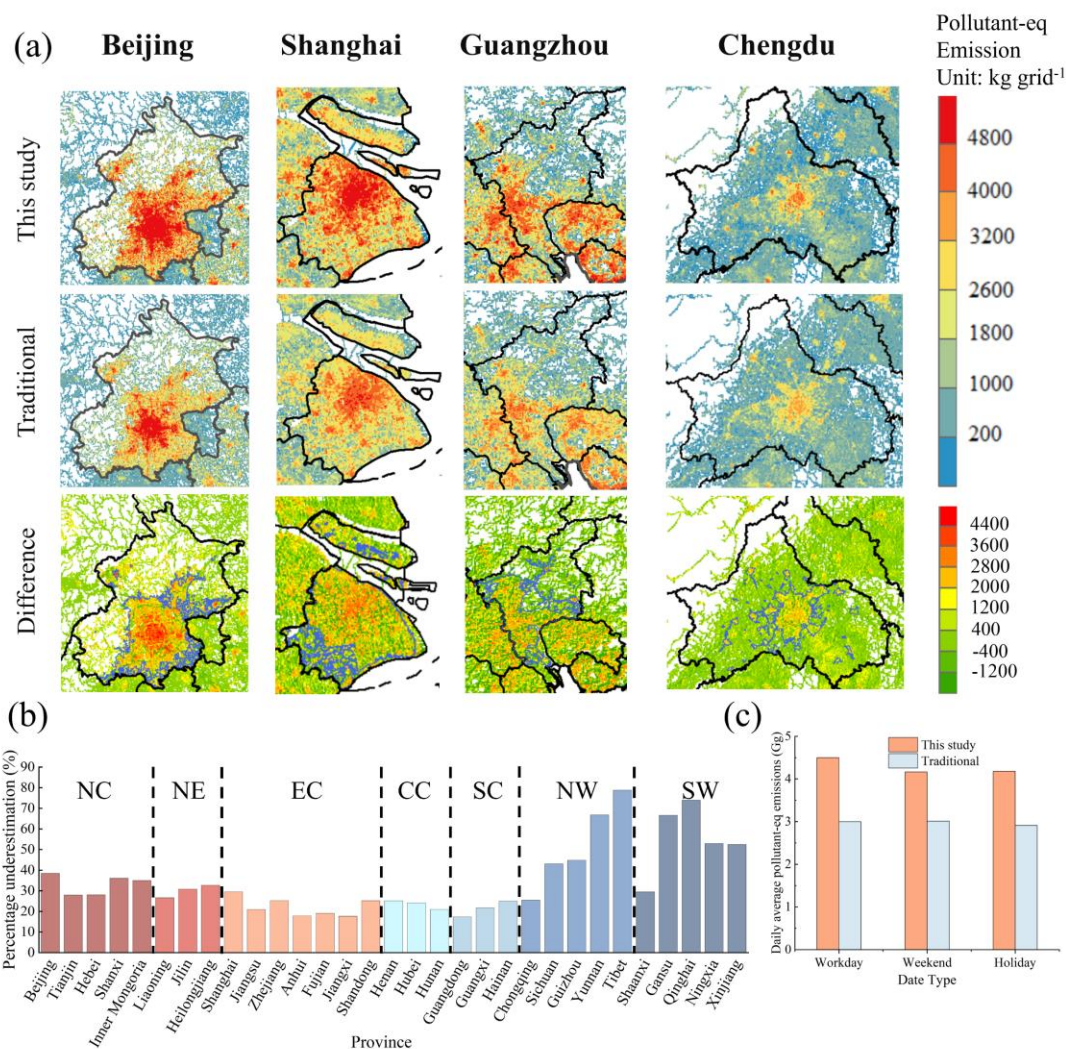 (a)
Beijing
Shanghai
Guangzhou
Chengdu
Pollutant-eq
Emission
Unit: kg grid-1
This study
4800
4000
3200
2600
1800
1000
200
Traditional
Difference
4400
3600
2800
2000
1200
400
-400
-1200
(b)
Percentage underestimation (%)
90
80
70
60
50
40
30
20
10
0
NC
NE
EC
CC
SC
NW
SW
Beijing
Tianjin
Hebei
Shanxi
Inner Mongoria
Liaoning
Jilin
Heilongjiang
Shanghai
Jiangsu
Zhejiang
Anhui
Fujian
Jiangxi
Shandong
Henan
Hubei
Hunan
Guangdong
Guangxi
Hainan
Chongqing
Sichuan
Guizhou
Yunnan
Tibet
Shaanxi
Gansu
Qinghai
Ningxia
Xinjiang
Province
(c)
Daily average pollutant-eq emissions (Gg)
5
4
3
2
1
0
This study
Traditional
Workday
Weekend
Holiday
Date Type